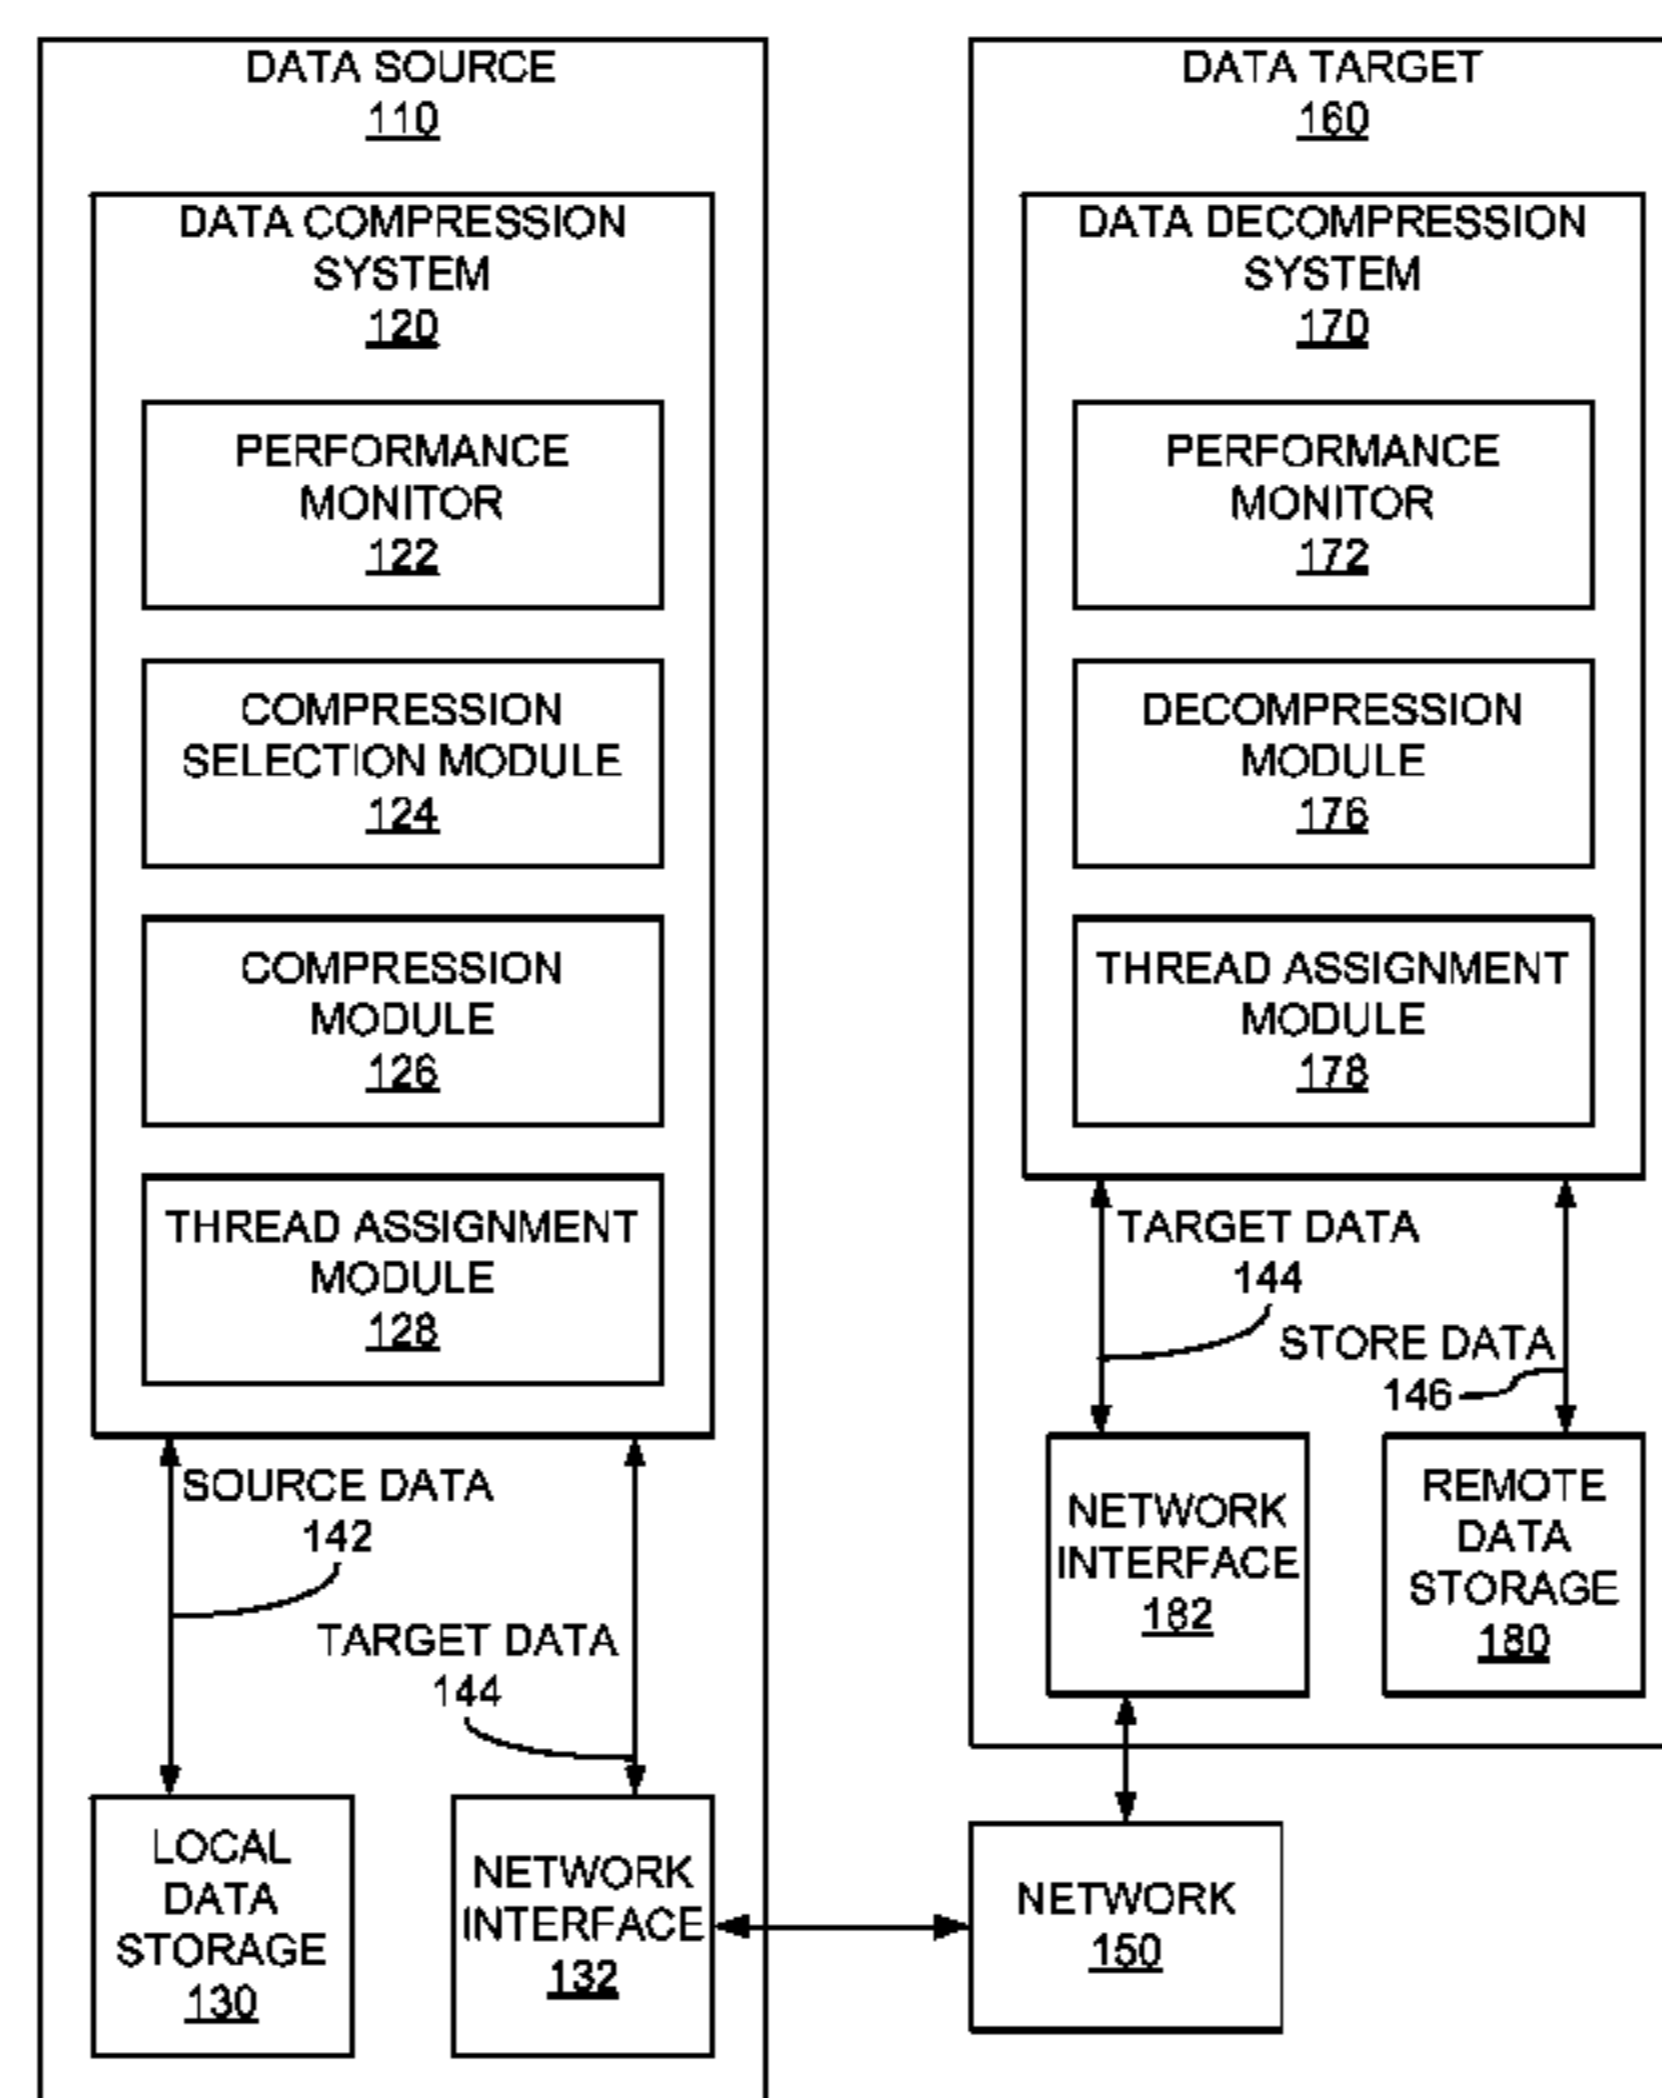 DATA SOURCE
110
DATA COMPRESSION
SYSTEM
120
PERFORMANCE
MONITOR
122
COMPRESSION
SELECTION MODULE
124
COMPRESSION
MODULE
126
THREAD ASSIGNMENT
MODULE
128
SOURCE DATA
142
TARGET DATA
144
LOCAL
DATA
STORAGE
130
NETWORK
INTERFACE
132
DATA TARGET
160
DATA DECOMPRESSION
SYSTEM
170
PERFORMANCE
MONITOR
172
DECOMPRESSION
MODULE
176
THREAD ASSIGNMENT
MODULE
178
TARGET DATA
144
STORE DATA
146
NETWORK
INTERFACE
182
REMOTE
DATA
STORAGE
180
NETWORK
150